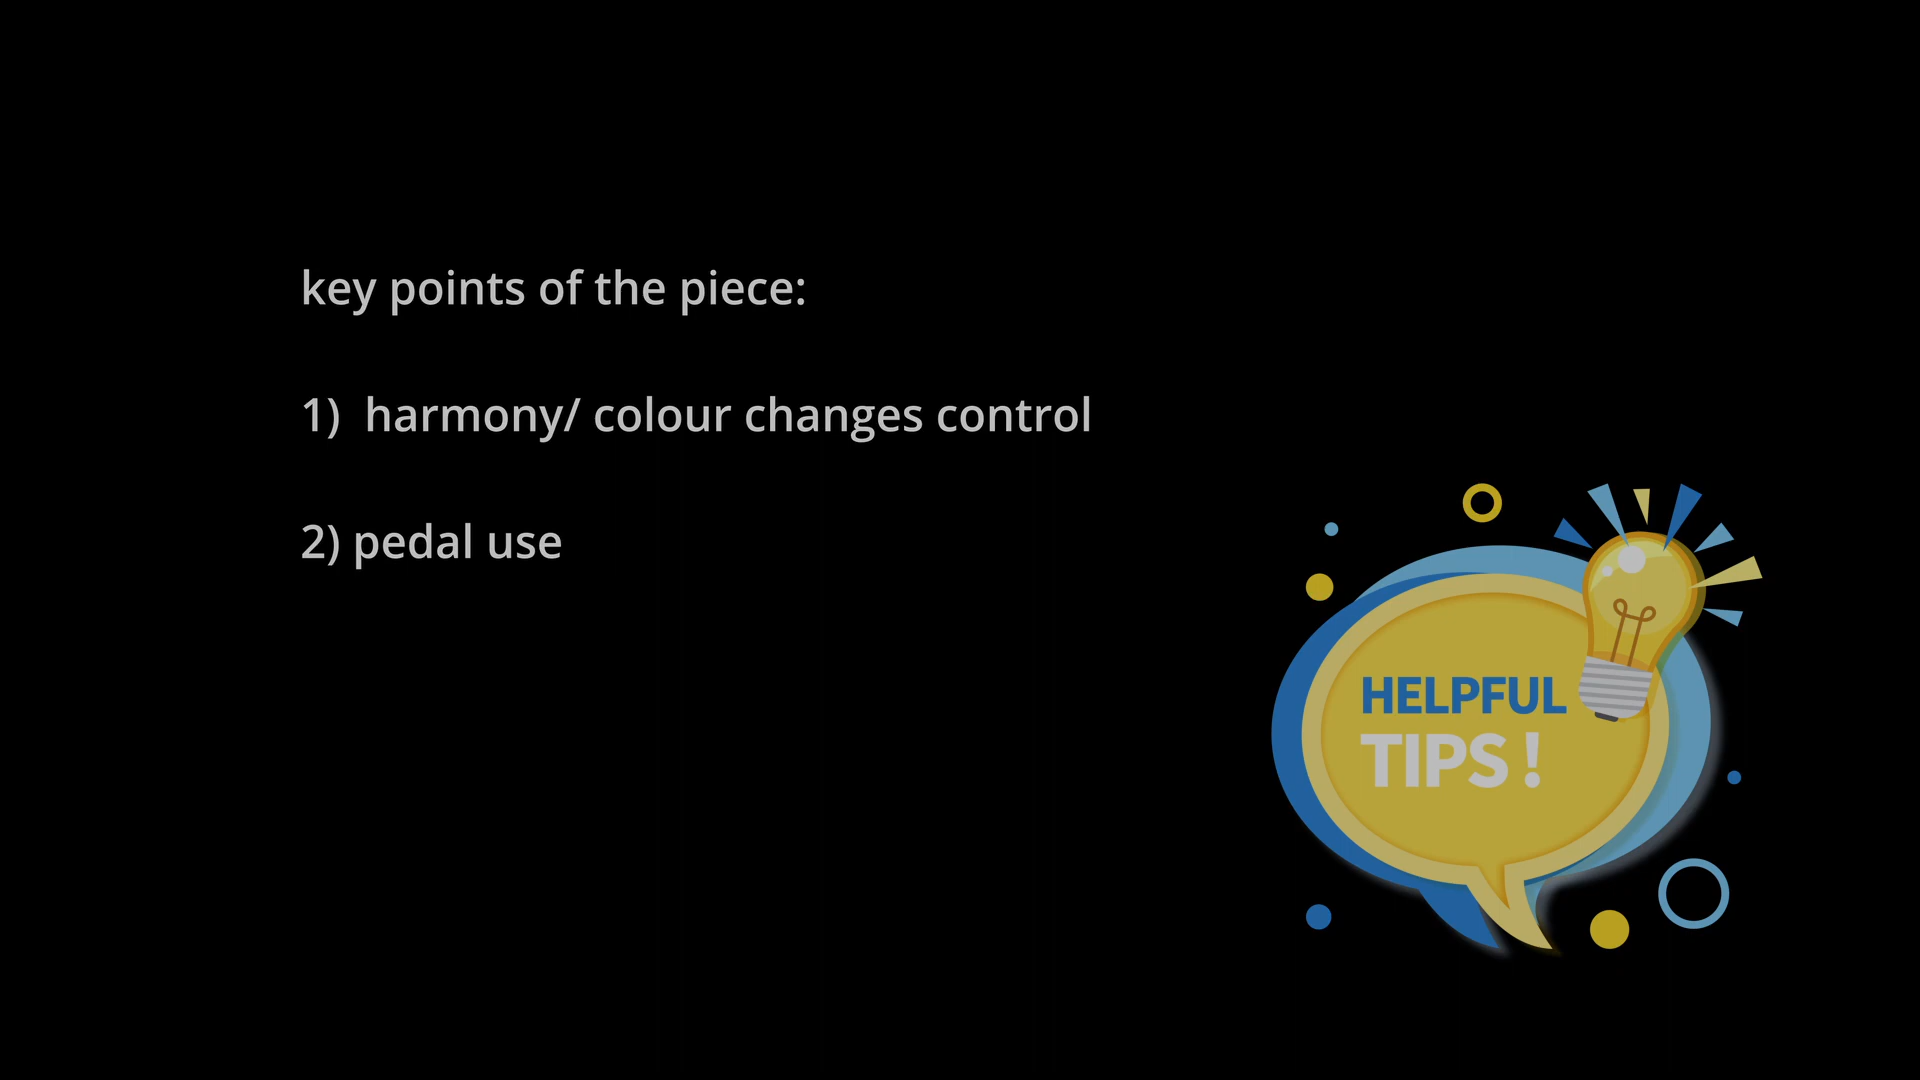 key points of the piece:
1)  harmony/ colour changes control
2) pedal use
HELPFUL
TIPS !